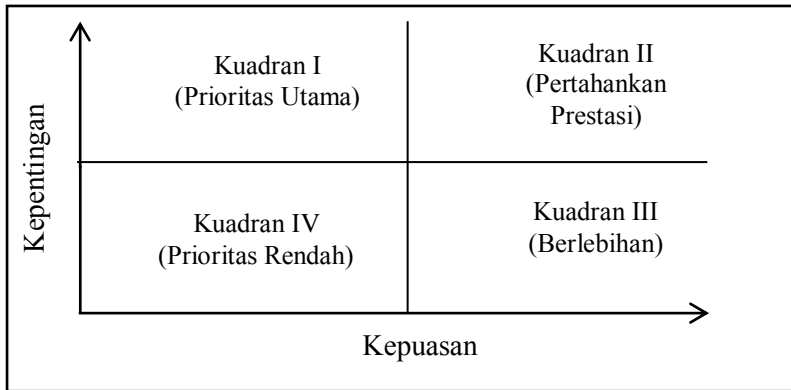 Kuadran I
(Prioritas Utama)
Kuadran II
(Pertahankan
Prestasi)
Kepentingan
Kuadran IV
(Prioritas Rendah)
Kuadran III
(Berlebihan)
Kepuasan